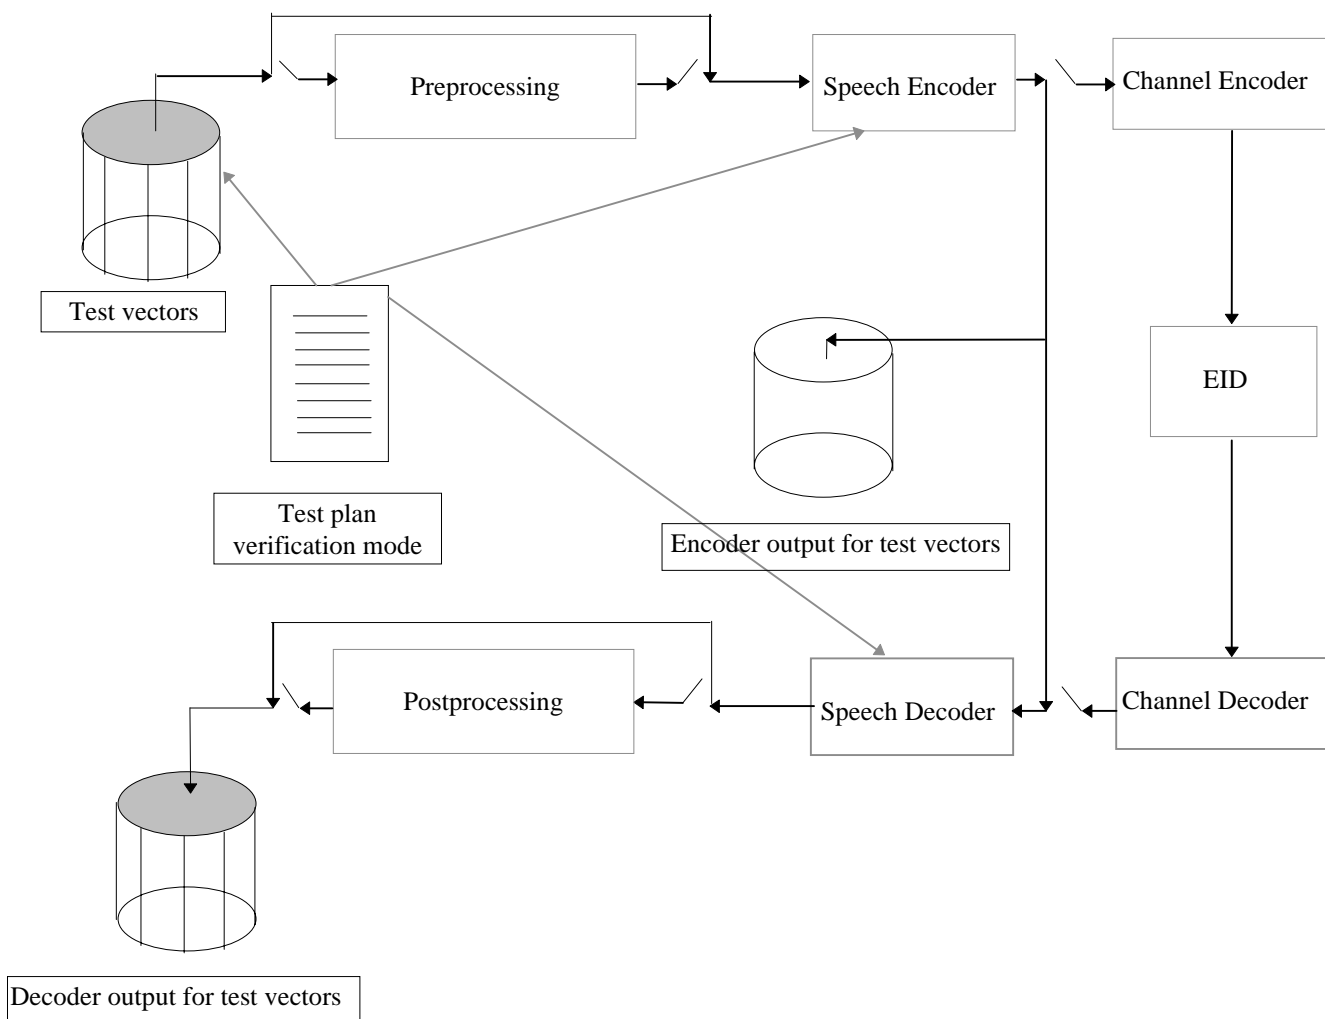 Preprocessing
Speech Encoder
Channel Encoder
Test vectors
EID
Test plan
verification mode
Encoder output for test vectors
Postprocessing
Speech Decoder
Channel Decoder
Decoder output for test vectors